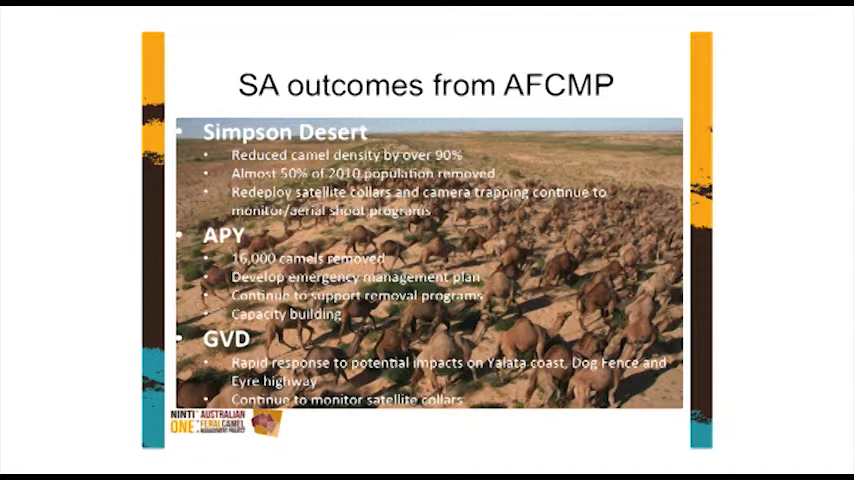 SA outcomes from AFCMP
• Simpson Desert
• Reduced camel density by over 90%
• Almost 50% of 2010 population removed
• Redeploy satellite collars and camera trapping continue to
monitor/aerial shoot programs
• APY
• 16,000 camels removed
• Develop emergency management plan
• Continue to support removal programs
• Capacity building
• GVD
• Rapid response to potential impacts on Yalata coast, Dog Fence and
Eyre highway
• Continue to monitor satellite collars
NINTI ONE
AUSTRALIAN
FERAL CAMEL
MANAGEMENT PROJECT